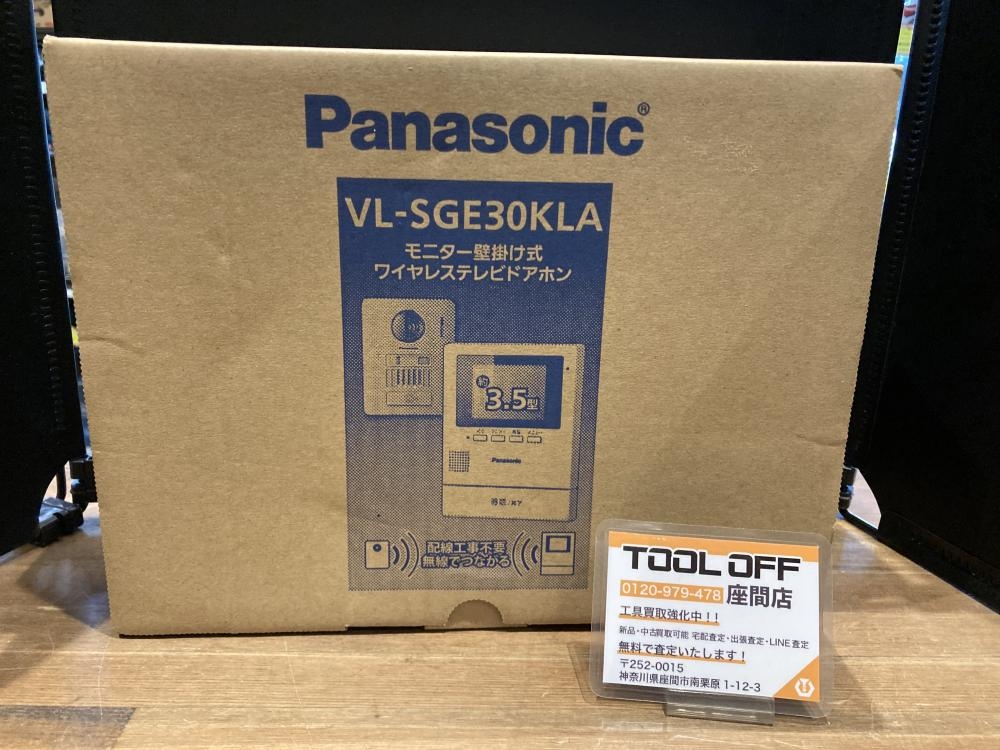 Panasonic®
VL-SGE30KLA
モニター壁掛け式
ワイヤレステレビドアホン
約3.5型
Panasonic
配線工事不要
無線でつながる
TOOL OFF
0120-979-478 座間店
工具買取強化中！！
新品・中古買取可能 宅配査定・出張査定・LINE査定
無料で査定いたします！
〒252-0015
神奈川県座間市南栗原 1-12-3